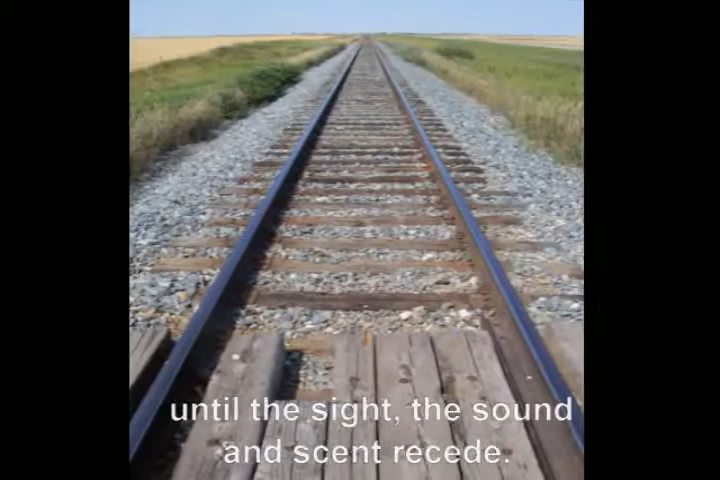 until the sight, the sound
and scent recede.